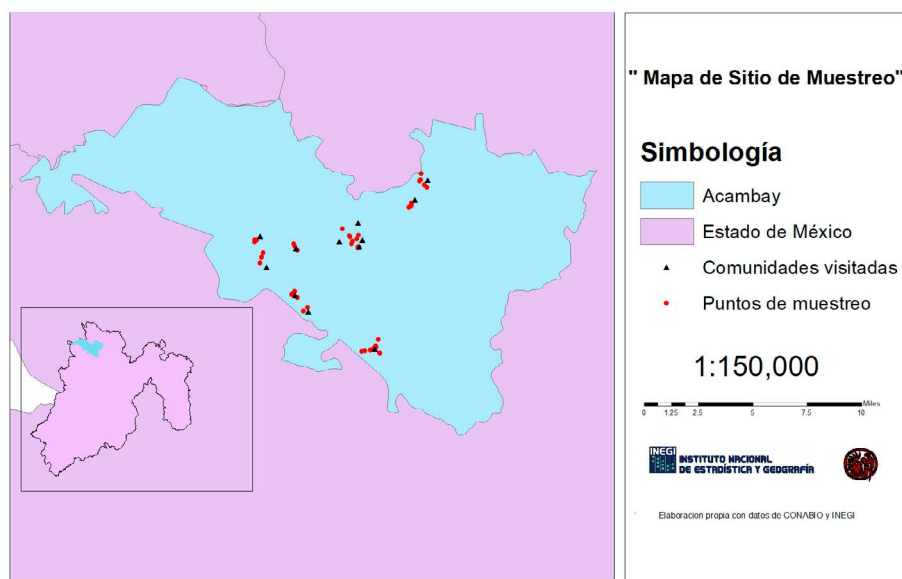 " Mapa de Sitio de Muestreo"
Simbología
Acambay
Estado de México
Comunidades visitadas
Puntos de muestreo
1:150,000
Miles
0 1.25 2.5 5 7.5 10
INEGI
INSTITUTO NACIONAL
DE ESTADÍSTICA Y GEOGRAFÍA
Elaboracion propia con datos de CONABIO y INEGI